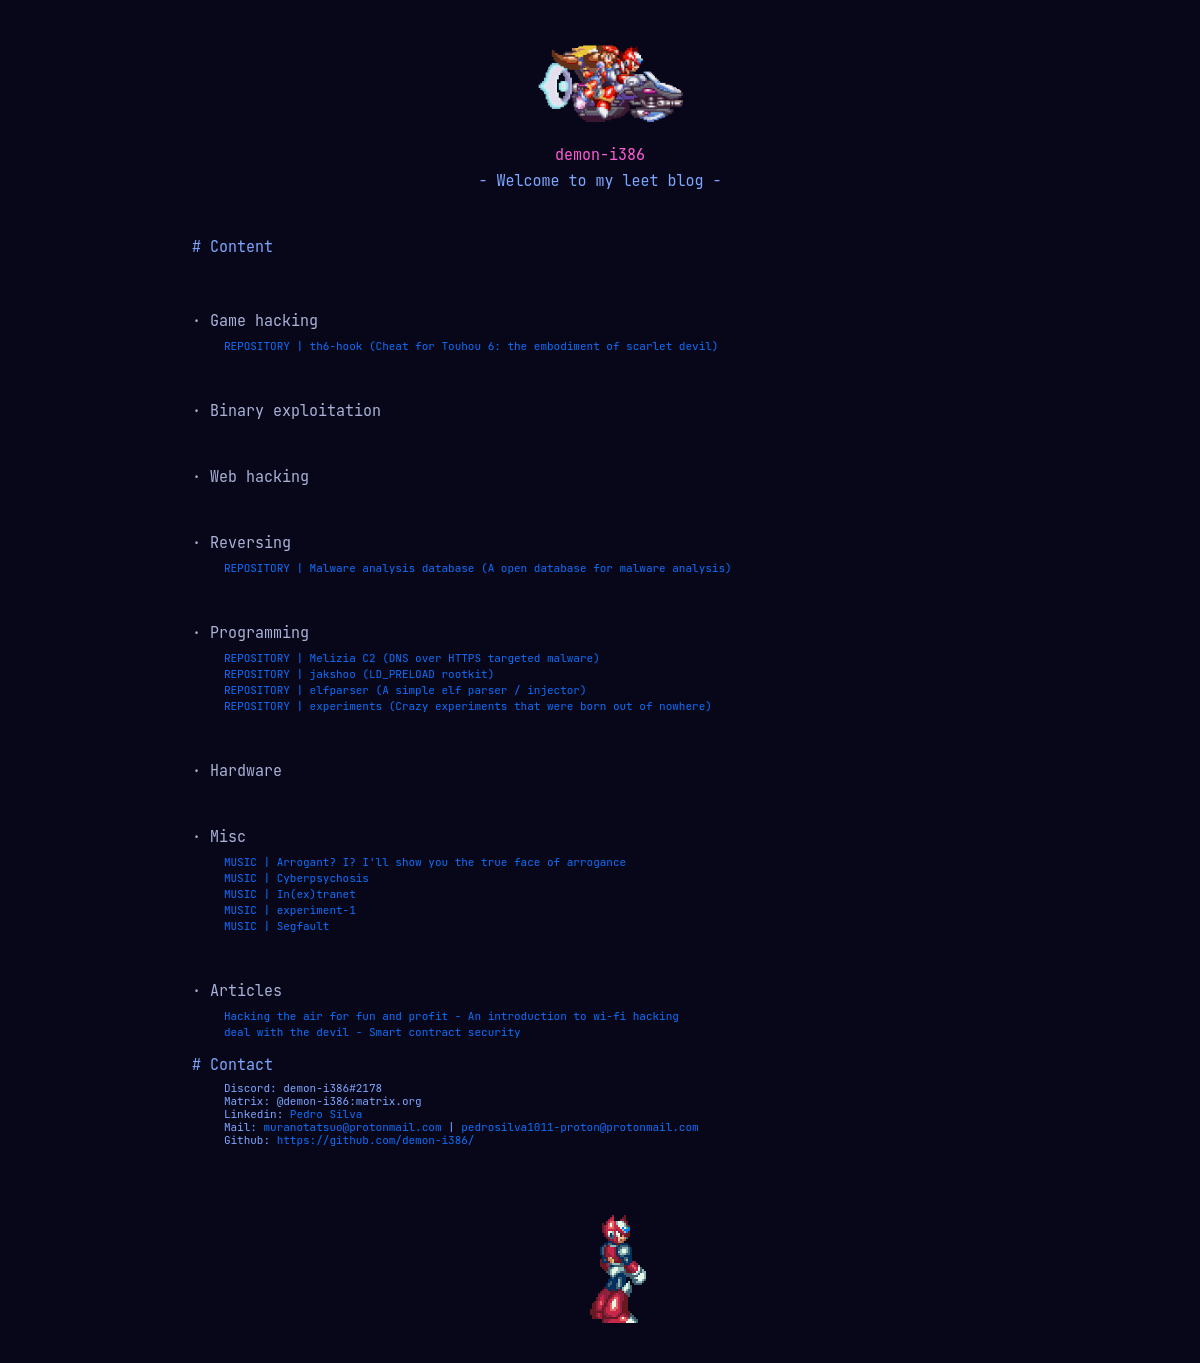 demon-i386
- Welcome to my leet blog -
# Content
· Game hacking
REPOSITORY | th6-hook (Cheat for Touhou 6: the embodiment of scarlet devil)
· Binary exploitation
· Web hacking
· Reversing
REPOSITORY | Malware analysis database (A open database for malware analysis)
· Programming
REPOSITORY | Melizia C2 (DNS over HTTPS targeted malware)
REPOSITORY | jakshoo (LD_PRELOAD rootkit)
REPOSITORY | elfparser (A simple elf parser / injector)
REPOSITORY | experiments (Crazy experiments that were born out of nowhere)
· Hardware
· Misc
MUSIC | Arrogant? I? I'll show you the true face of arrogance
MUSIC | Cyberpsychosis
MUSIC | In(ex)tranet
MUSIC | experiment-1
MUSIC | Segfault
· Articles
Hacking the air for fun and profit - An introduction to wi-fi hacking
deal with the devil - Smart contract security
# Contact
Discord: demon-i386#2178
Matrix: @demon-i386:matrix.org
Linkedin: Pedro Silva
Mail: muranotatsuo@protonmail.com | pedrosilva1011-proton@protonmail.com
Github: https://github.com/demon-i386/